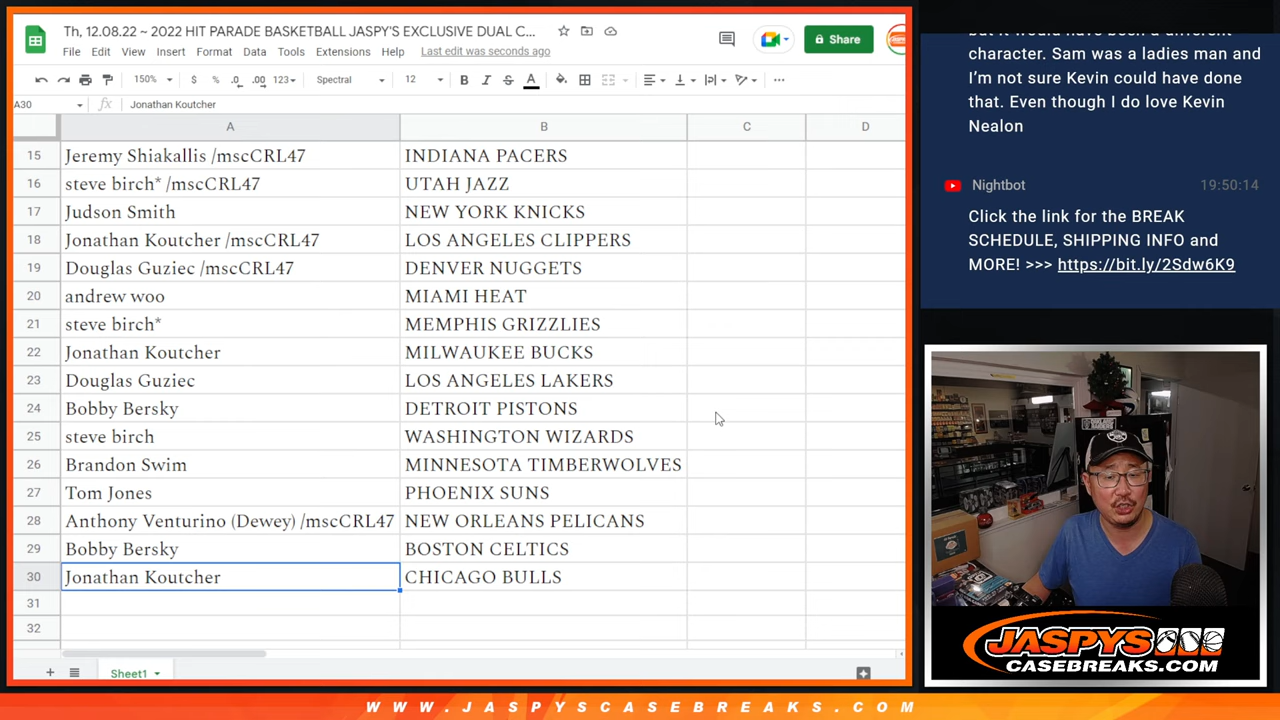 Th, 12.08.22 ~ 2022 HIT PARADE BASKETBALL JASPY'S EXCLUSIVE DUAL C...
File Edit View Insert Format Data Tools Extensions Help Last edit was seconds ago
Share
150% $ % .0 .00 123 Spectral 12 B I S A
A30 fx Jonathan Koutcher
A B C D
15 Jeremy Shiakallis /mscCRL47 INDIANA PACERS
16 steve birch* /mscCRL47 UTAH JAZZ
17 Judson Smith NEW YORK KNICKS
18 Jonathan Koutcher /mscCRL47 LOS ANGELES CLIPPERS
19 Douglas Guziec /mscCRL47 DENVER NUGGETS
20 andrew woo MIAMI HEAT
21 steve birch* MEMPHIS GRIZZLIES
22 Jonathan Koutcher MILWAUKEE BUCKS
23 Douglas Guziec LOS ANGELES LAKERS
24 Bobby Bersky DETROIT PISTONS
25 steve birch WASHINGTON WIZARDS
26 Brandon Swim MINNESOTA TIMBERWOLVES
27 Tom Jones PHOENIX SUNS
28 Anthony Venturino (Dewey) /mscCRL47 NEW ORLEANS PELICANS
29 Bobby Bersky BOSTON CELTICS
30 Jonathan Koutcher CHICAGO BULLS
31
32
Sheet1
but it would have been a different
character. Sam was a ladies man and
I'm not sure Kevin could have done
that. Even though I do love Kevin
Nealon
Nightbot 19:50:14
Click the link for the BREAK
SCHEDULE, SHIPPING INFO and
MORE! >>> https://bit.ly/2Sdw6K9
JASPYS
CASEBREAKS.COM
WWW.JASPYSCASEBREAKS.COM